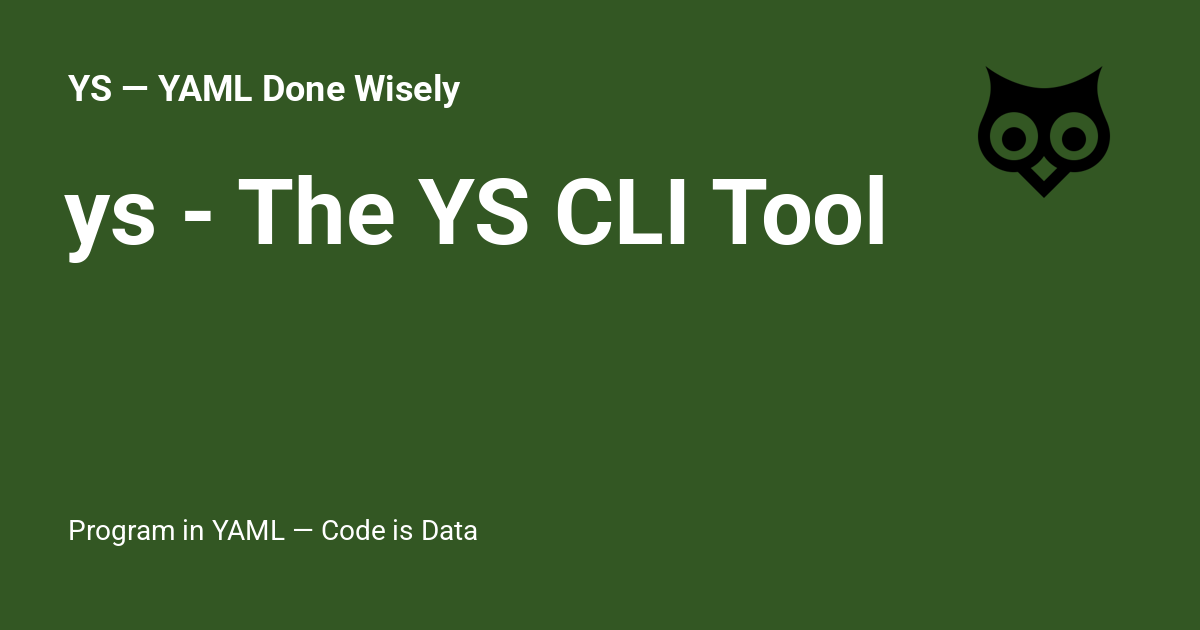 YS — YAML Done Wisely
ys - The YS CLI Tool
Program in YAML — Code is Data